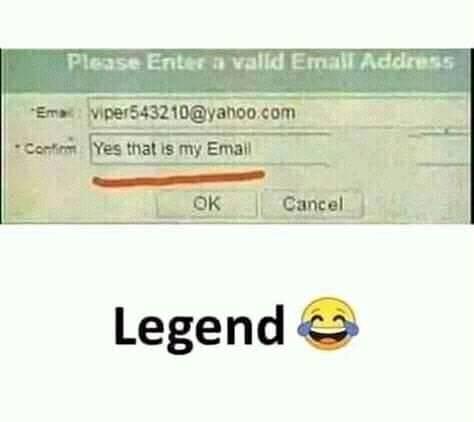 Please Enter a valid Email Address
*Email: viper543210@yahoo.com
* Confirm Yes that is my Email
OK Cancel
Legend 😂